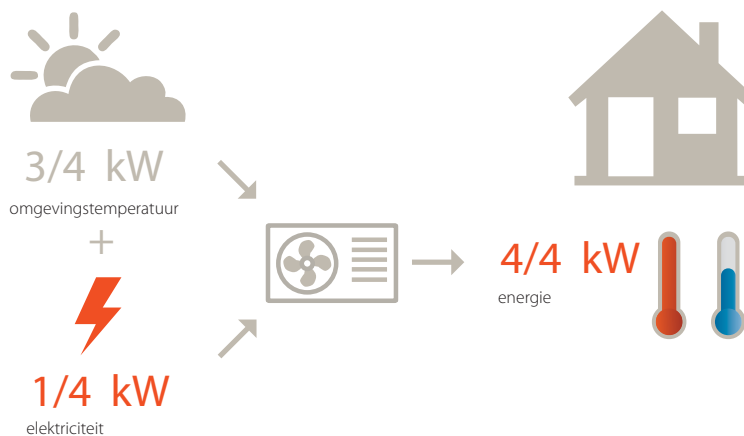 3/4 kW
omgevingstemperatuur
+
1/4 kW
elektriciteit
4/4 kW
energie